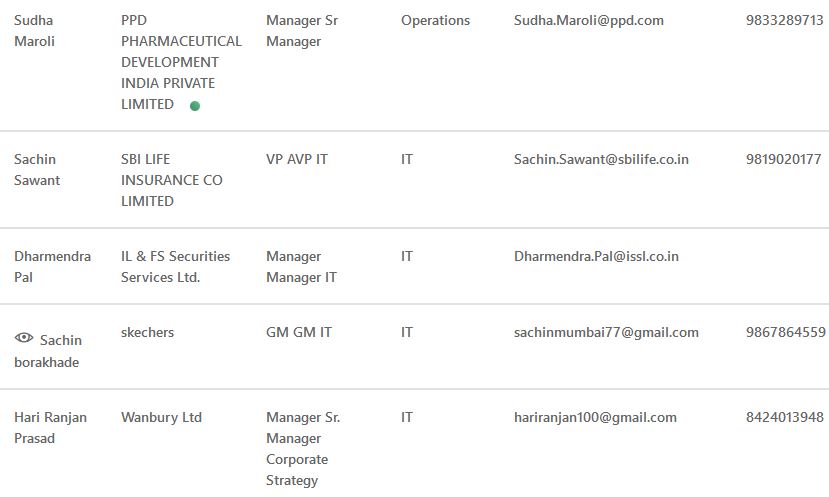 Sudha Maroli PPD PHARMACEUTICAL DEVELOPMENT INDIA PRIVATE LIMITED Manager Sr Manager Operations Sudha.Maroli@ppd.com 9833289713
Sachin Sawant SBI LIFE INSURANCE CO LIMITED VP AVP IT IT Sachin.Sawant@sbilife.co.in 9819020177
Dharmendra Pal IL & FS Securities Services Ltd. Manager Manager IT IT Dharmendra.Pal@issl.co.in
Sachin borakhade skechers GM GM IT IT sachinmumbai77@gmail.com 9867864559
Hari Ranjan Prasad Wanbury Ltd Manager Sr. Manager Corporate Strategy IT hariranjan100@gmail.com 8424013948